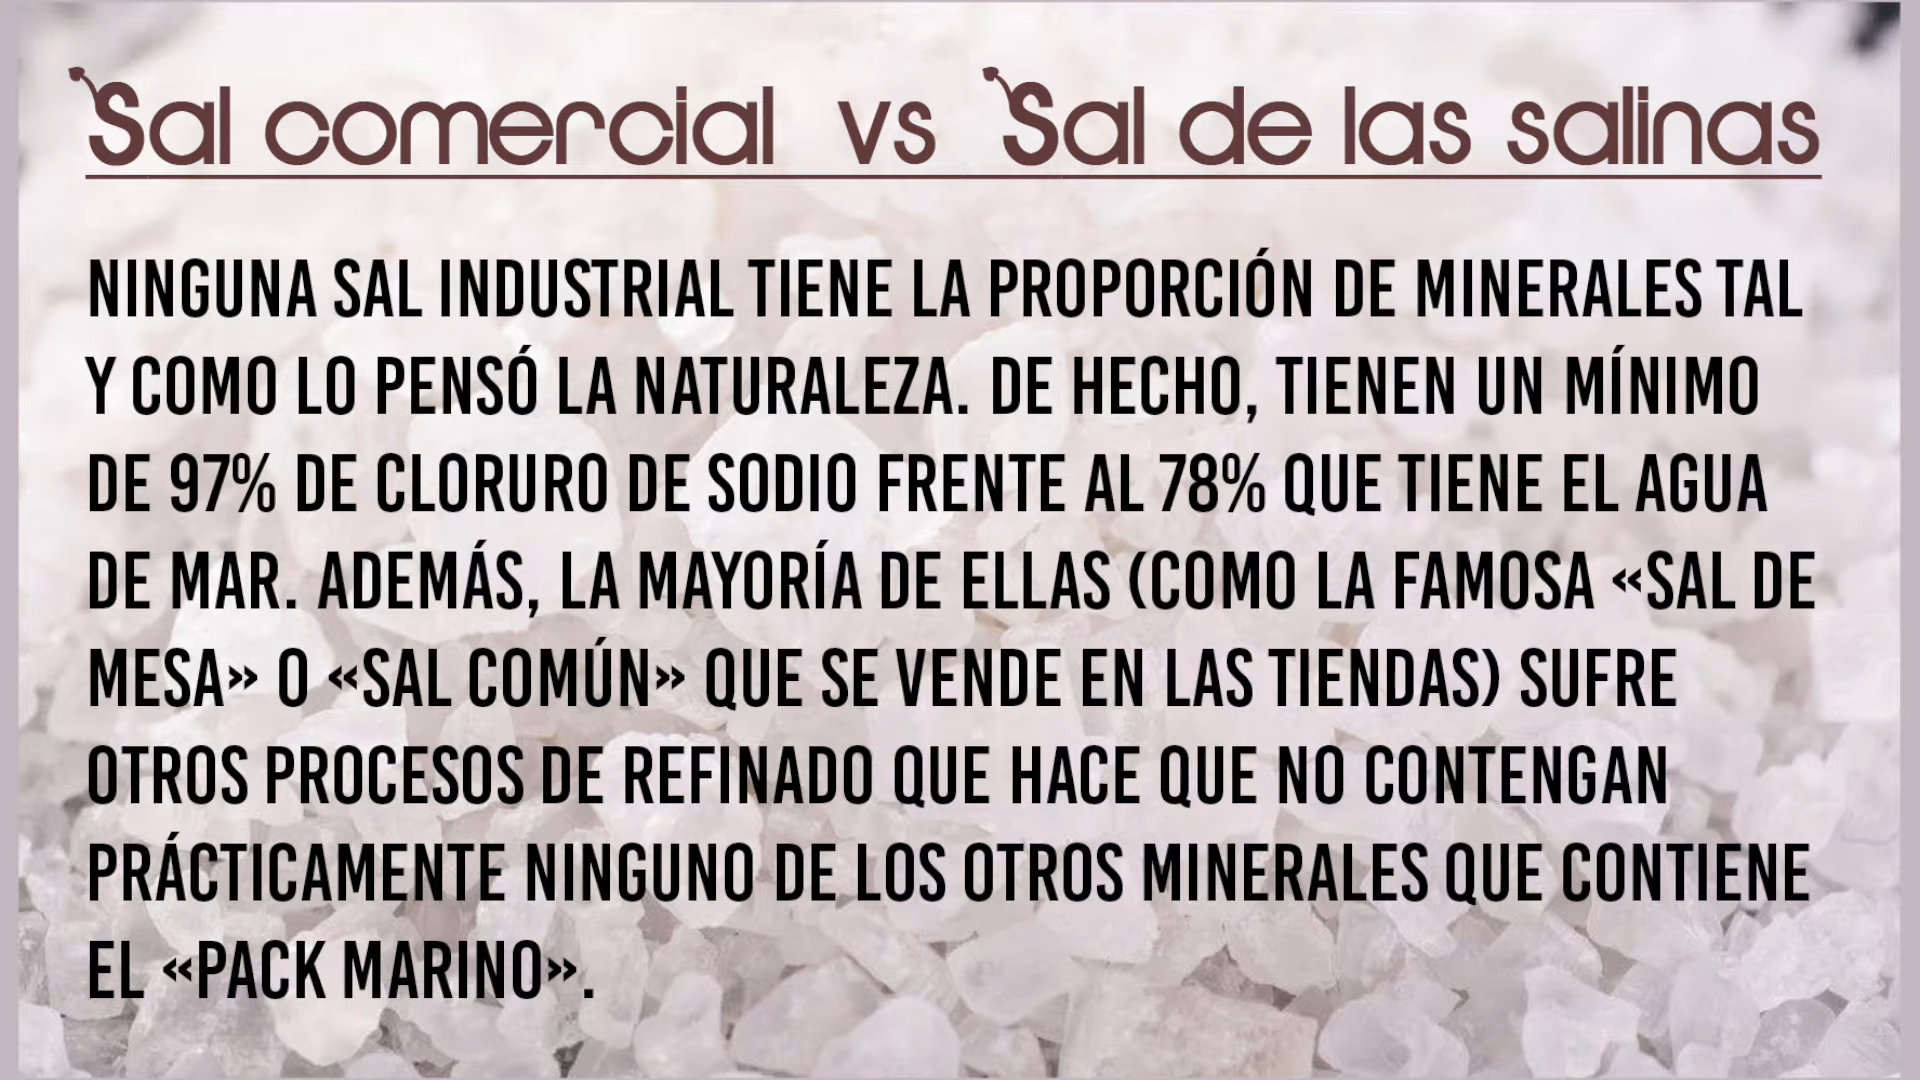 Sal comercial vs Sal de las salinas
NINGUNA SAL INDUSTRIAL TIENE LA PROPORCIÓN DE MINERALES TAL
Y COMO LO PENSÓ LA NATURALEZA. DE HECHO, TIENEN UN MÍNIMO
DE 97% DE CLORURO DE SODIO FRENTE AL 78% QUE TIENE EL AGUA
DE MAR. ADEMÁS, LA MAYORÍA DE ELLAS (COMO LA FAMOSA «SAL DE
MESA» O «SAL COMÚN» QUE SE VENDE EN LAS TIENDAS) SUFRE
OTROS PROCESOS DE REFINADO QUE HACE QUE NO CONTENGAN
PRÁCTICAMENTE NINGUNO DE LOS OTROS MINERALES QUE CONTIENE
EL «PACK MARINO».